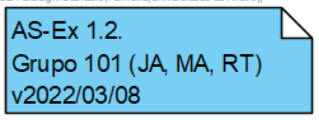 AS-Ex 1.2.
Grupo 101 (JA, MA, RT)
v2022/03/08